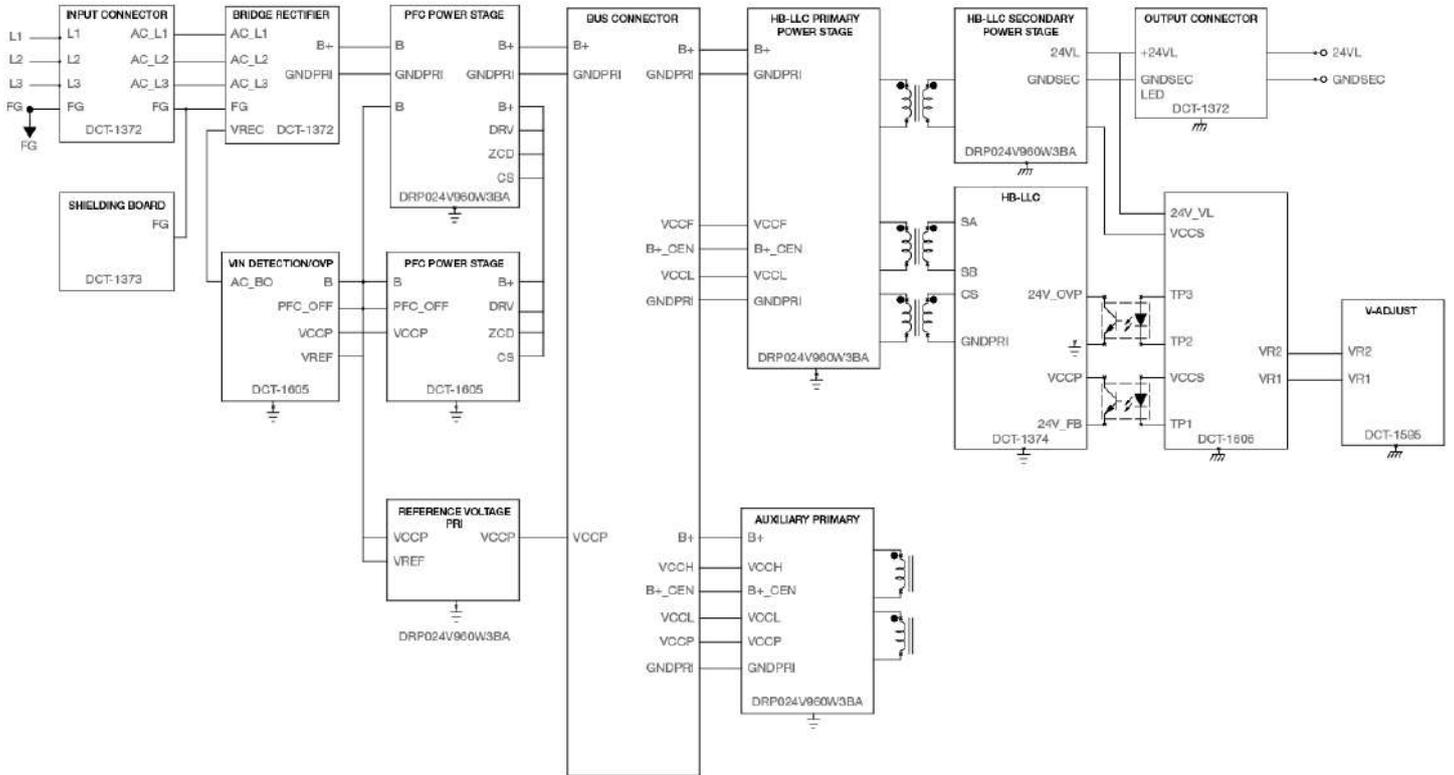 INPUT CONNECTOR
L1 L1 AC_L1
L2 L2 AC_L2
L3 L3 AC_L3
FG FG FG
FG
DCT-1372
BRIDGE RECTIFIER
AC_L1
B+
AC_L2
GNDPRI
AC_L3
FG
VREC DCT-1372
SHIELDING BOARD
FG
DCT-1373
PFC POWER STAGE
B B+
GNDPRI GNDPRI
B B+
DRV
ZCD
CS
DRP024V960W3BA
VIN DETECTION/OVP
AC_BO B
PFC_OFF
VCCP
VREF
DCT-1605
PFC POWER STAGE
B B+
PFC_OFF DRV
VCCP ZCD
CS
DCT-1605
REFERENCE VOLTAGE
PRI
VCCP VCCP
VREF
DRP024V960W3BA
BUS CONNECTOR
B+ B+
GNDPRI GNDPRI
VCCF
B+_CEN
VCCL
GNDPRI
VCCP B+
VCCH
B+_CEN
VCCL
VCCP
GNDPRI
HB-LLC PRIMARY
POWER STAGE
B+
GNDPRI
VCCF
B+_CEN
VCCL
GNDPRI
DRP024V960W3BA
AUXILIARY PRIMARY
B+
VCCH
B+_CEN
VCCL
VCCP
GNDPRI
DRP024V960W3BA
HB-LLC SECONDARY
POWER STAGE
24VL
GNDSEC
DRP024V960W3BA
OUTPUT CONNECTOR
+24VL 24VL
GNDSEC GNDSEC
LED
DCT-1372
HB-LLC
SA
SB
CS 24V_OVP
GNDPRI
VCCP
24V_FB
DCT-1374
24V_VL
VCCS
TP3
TP2
VR2
VCCS VR1
TP1
DCT-1606
V-ADJUST
VR2
VR1
DCT-1595